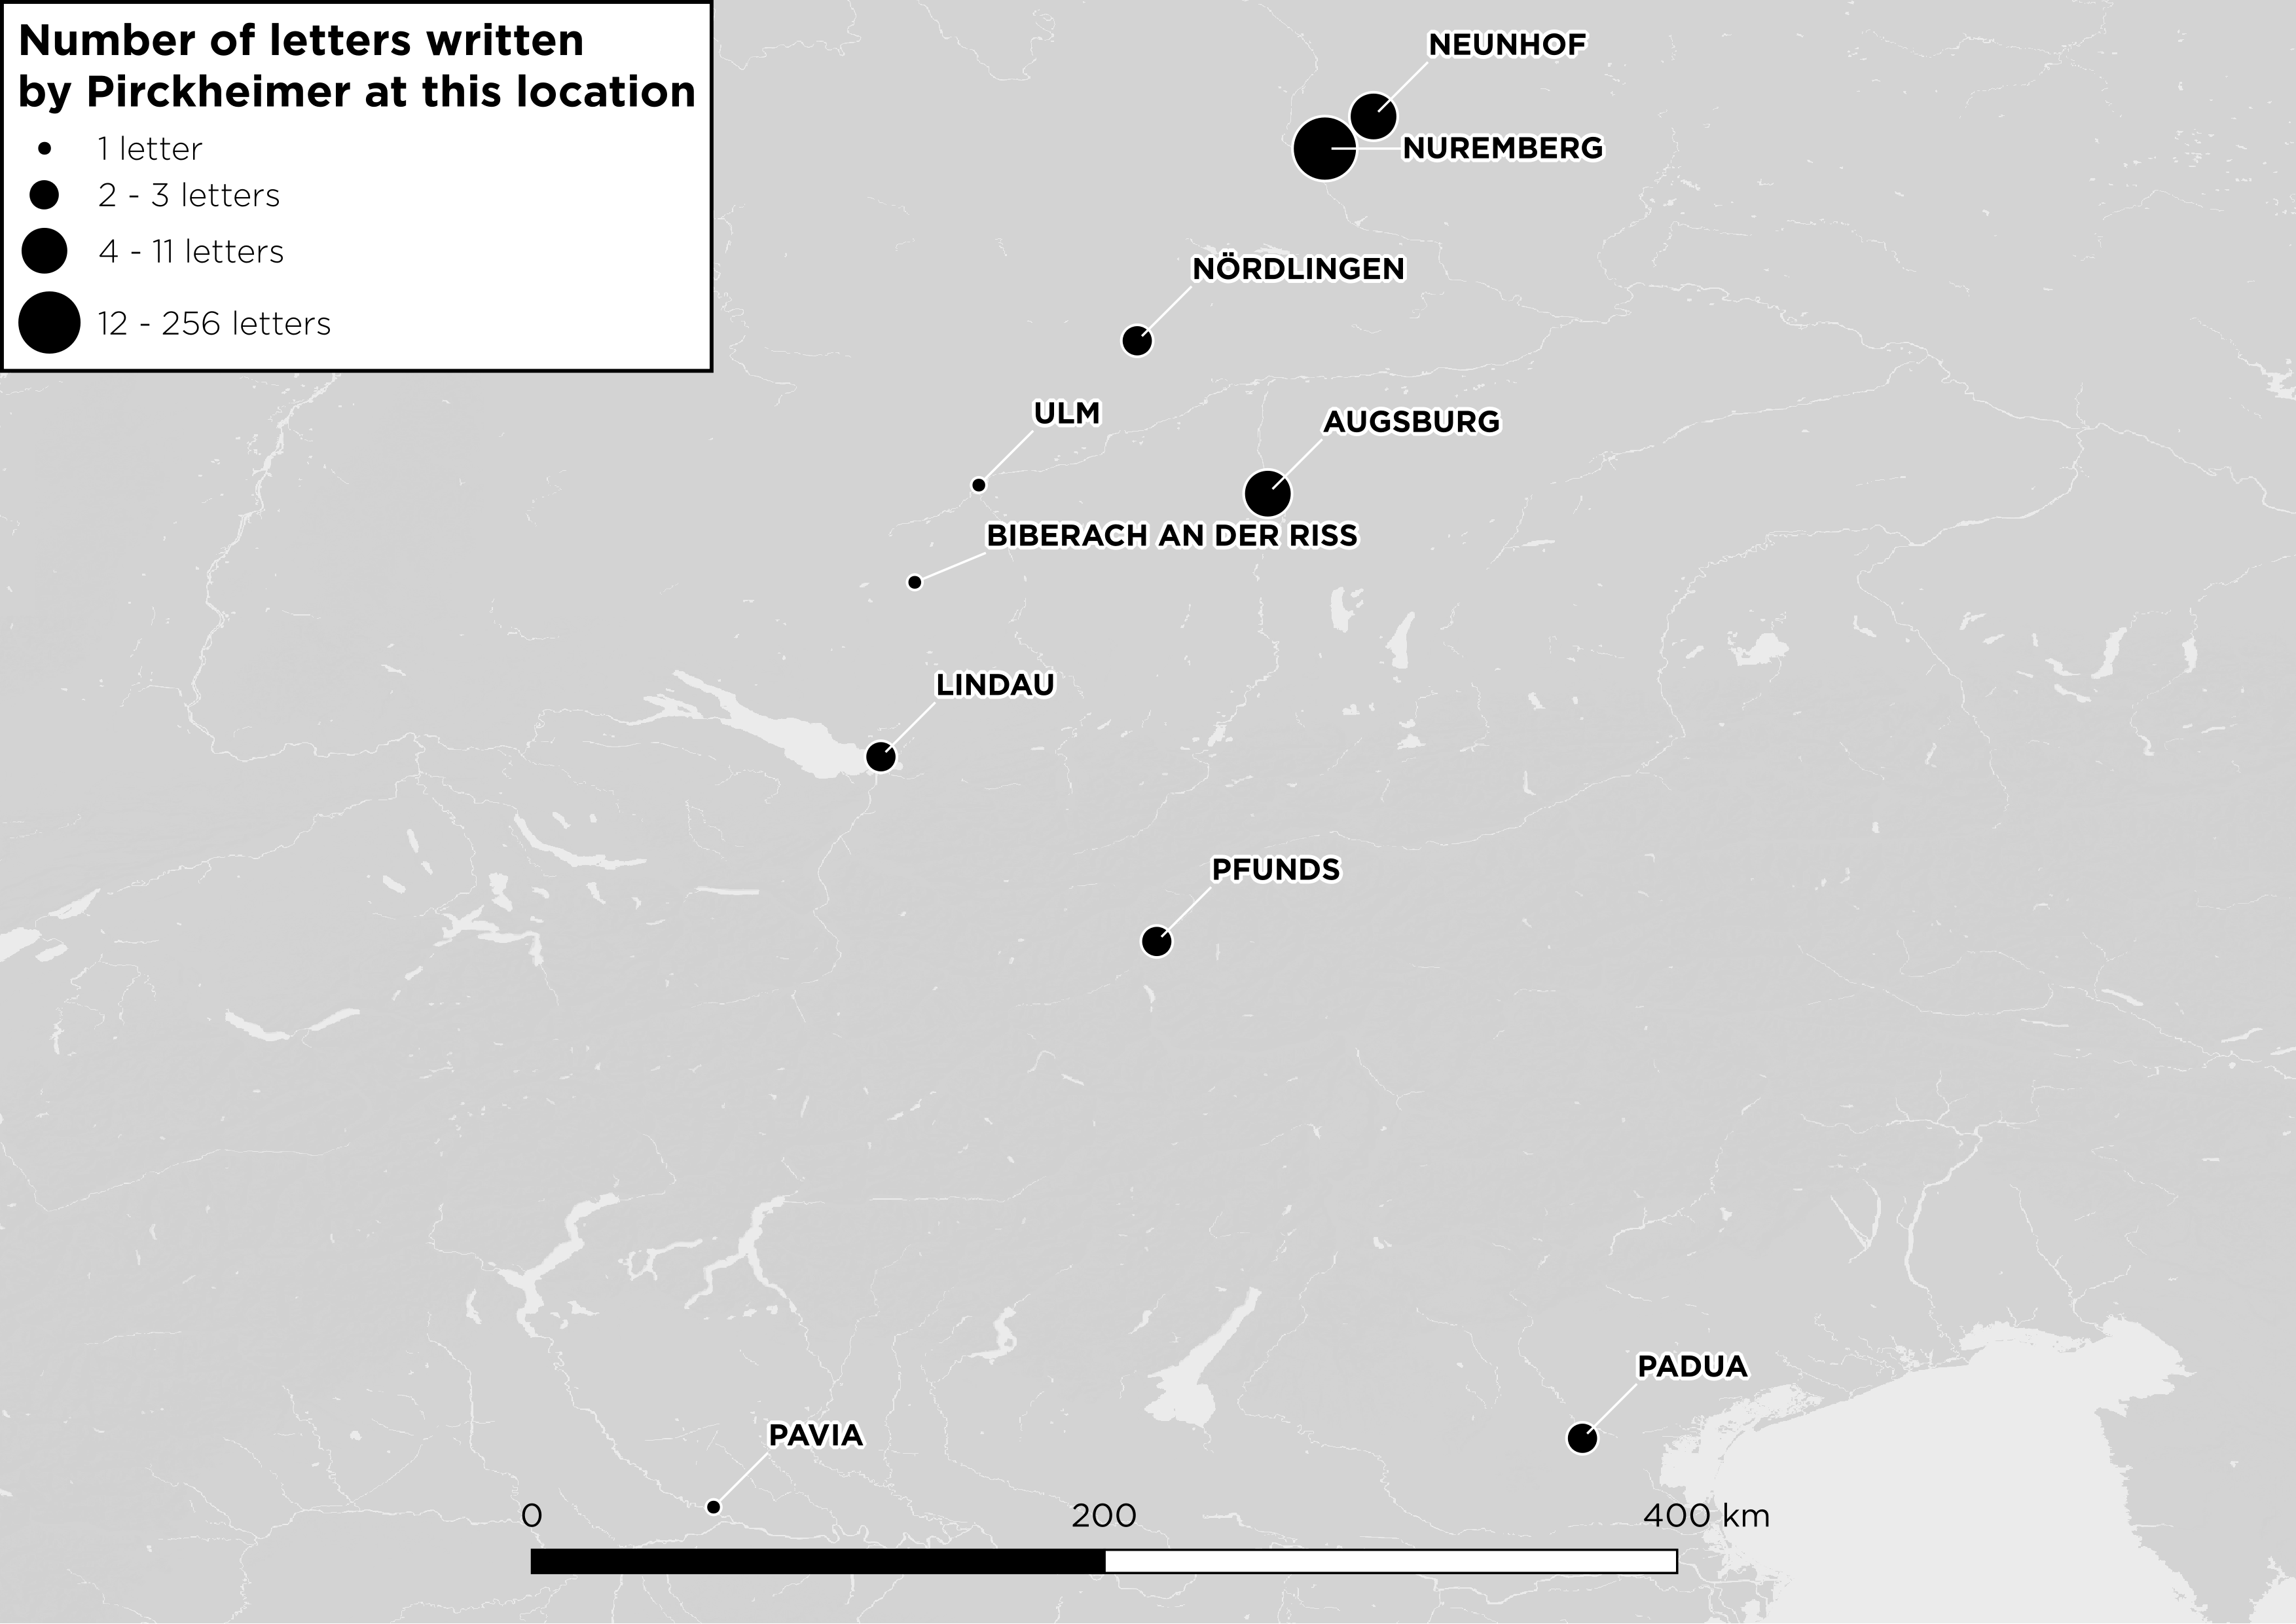 Number of letters written
by Pirckheimer at this location
1 letter
2 - 3 letters
4 - 11 letters
12 - 256 letters
NEUNHOF
NUREMBERG
NÖRDLINGEN
ULM
AUGSBURG
BIBERACH AN DER RISS
LINDAU
PFUNDS
PADUA
PAVIA
0 200 400 km